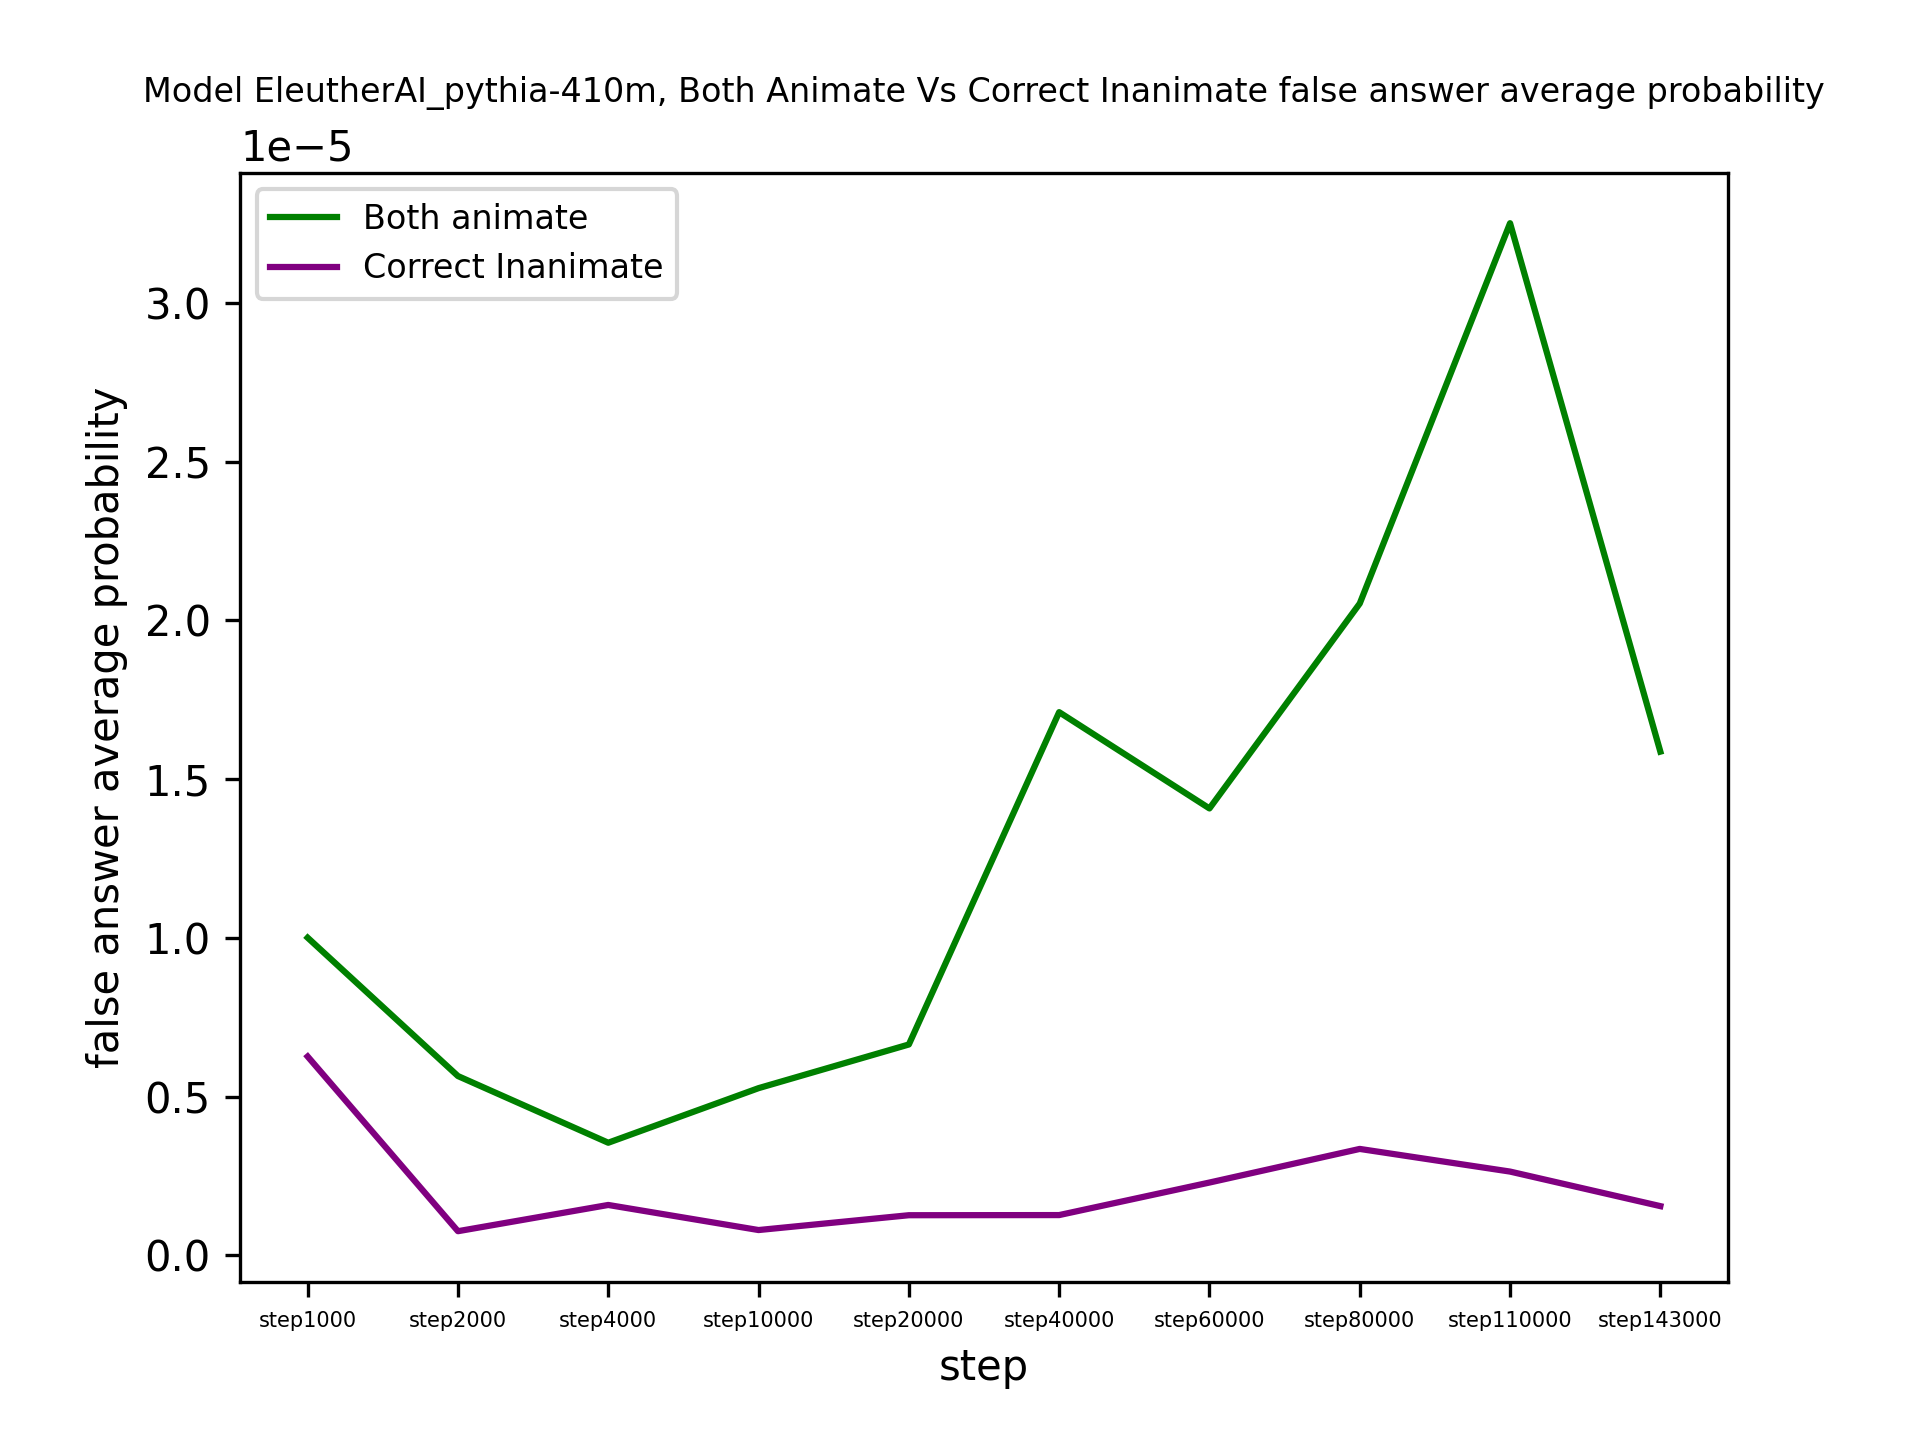 Model EleutherAI_pythia-410m, Both Animate Vs Correct Inanimate false answer average probability
1e−5
Both animate
Correct Inanimate
3.0
2.5
2.0
1.5
1.0
0.5
0.0
false answer average probability
step1000 step2000 step4000 step10000 step20000 step40000 step60000 step80000 step110000 step143000
step